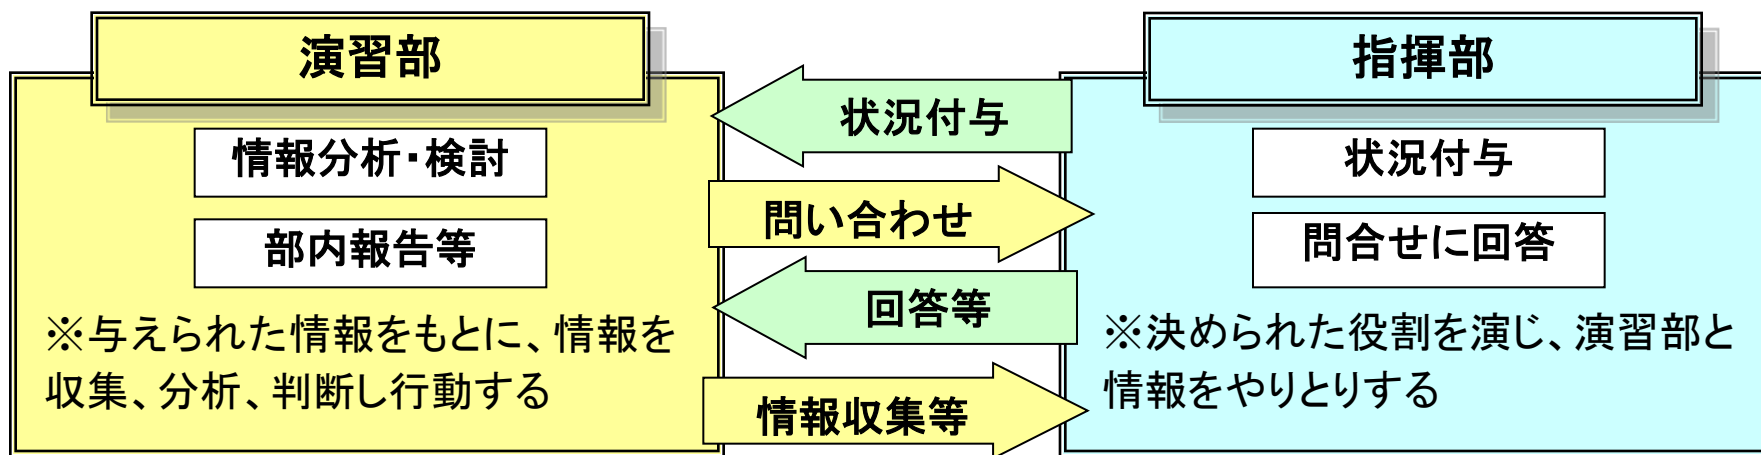 演習部
情報分析・検討
部内報告等
※与えられた情報をもとに、情報を
収集、分析、判断し行動する
状況付与
問い合わせ
回答等
情報収集等
指揮部
状況付与
問合せに回答
※決められた役割を演じ、演習部と
情報をやりとりする